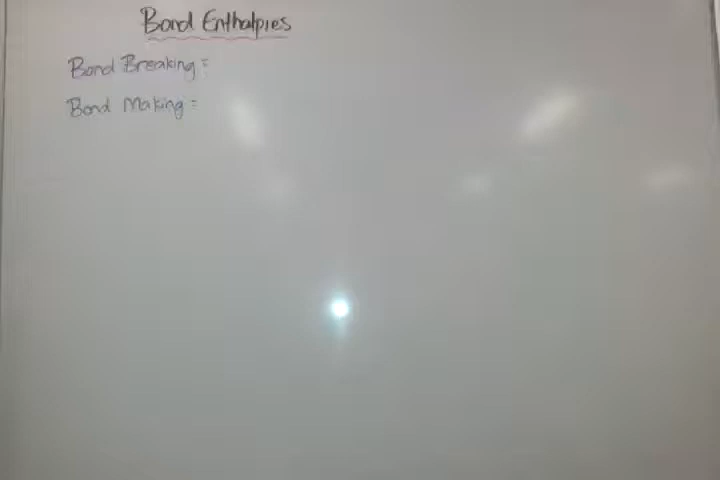 Bond Enthalpies
Bond Breaking =
Bond Making =